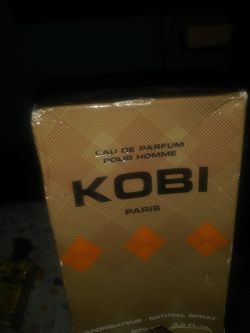 EAU DE PARFUM
POUR HOMME
KOBI
PARIS
VAPORISATEUR - NATURAL SPRAY